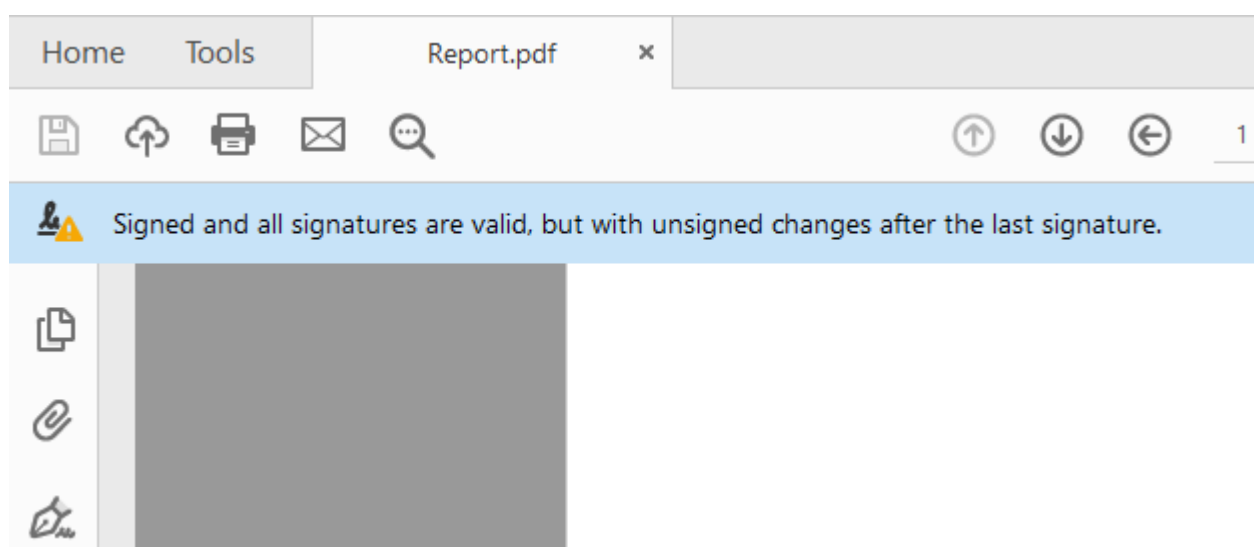 Home Tools Report.pdf ×
1
Signed and all signatures are valid, but with unsigned changes after the last signature.